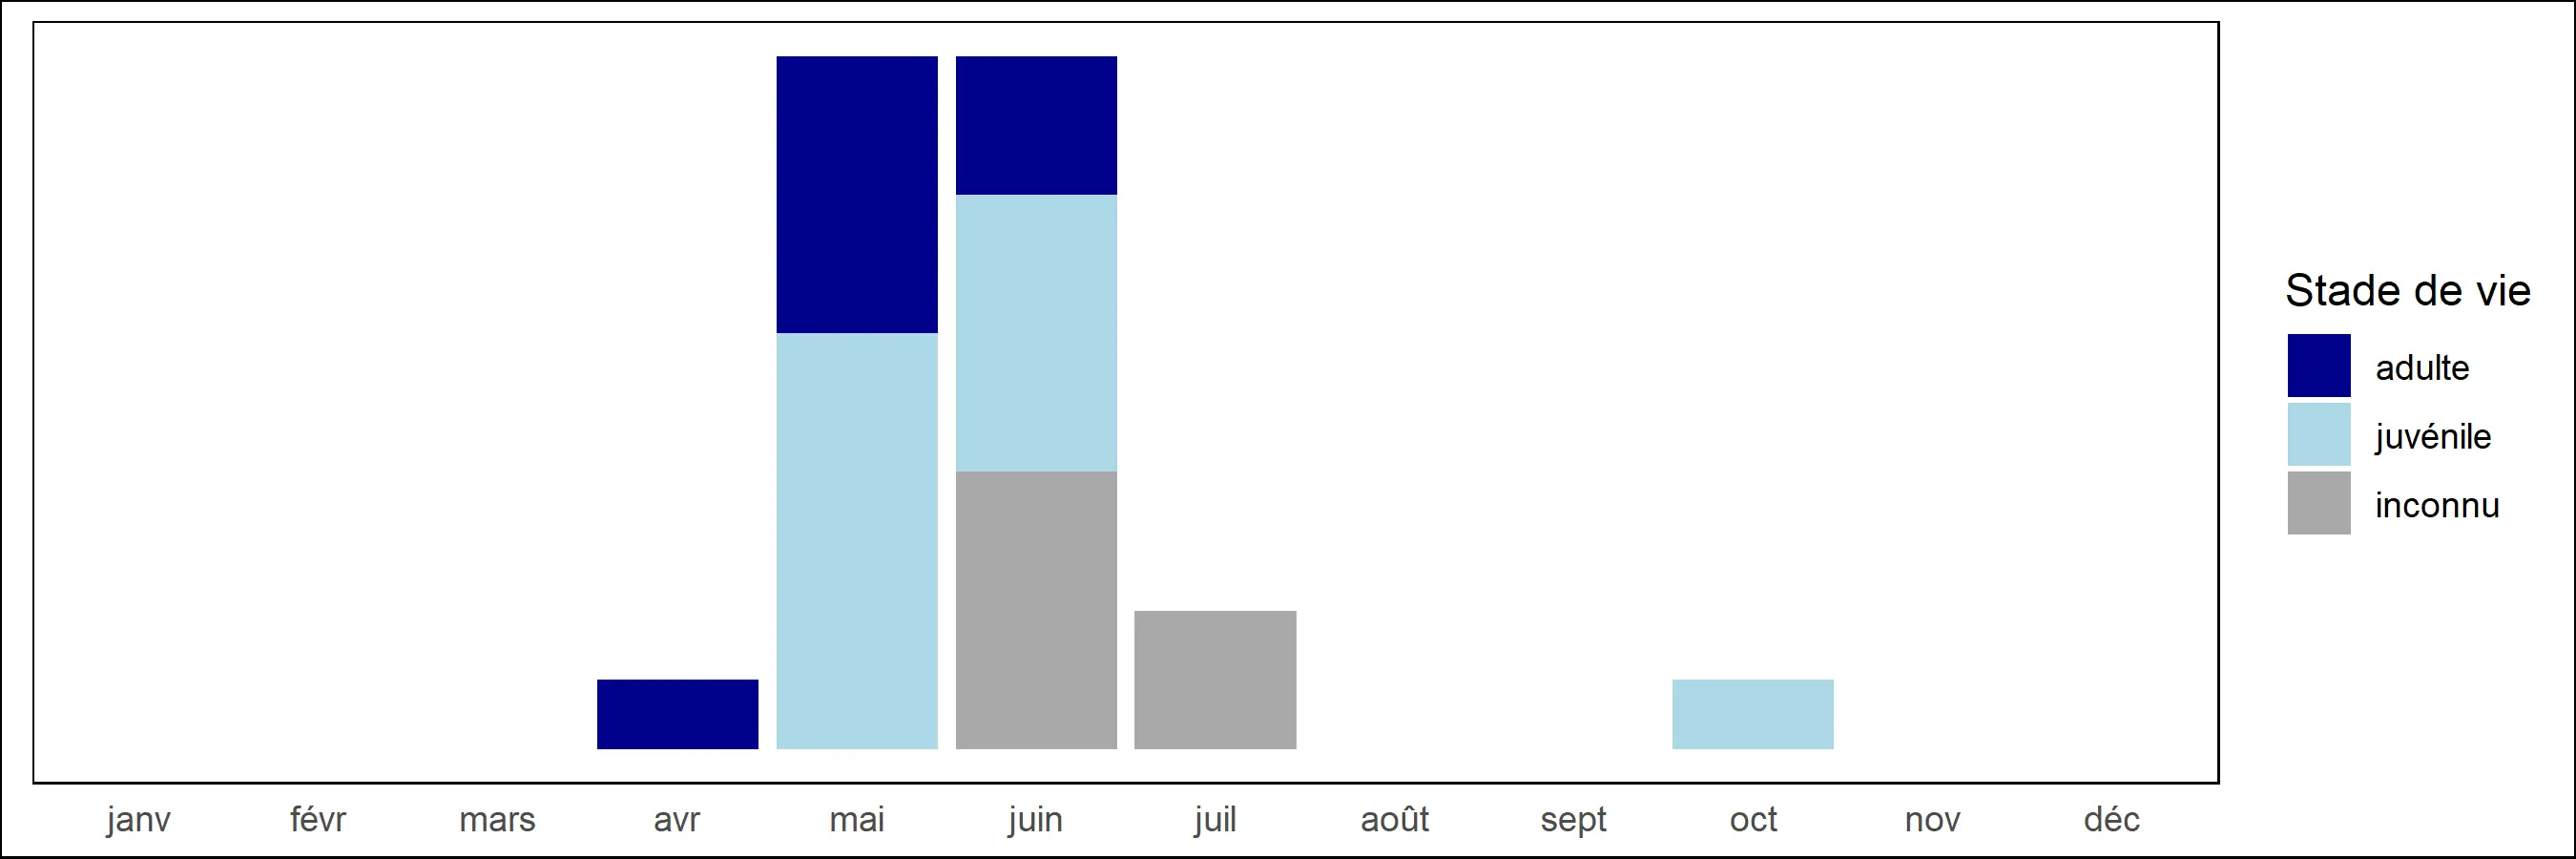 Stade de vie
adulte
juvénile
inconnu
janv févr mars avr mai juin juil août sept oct nov déc